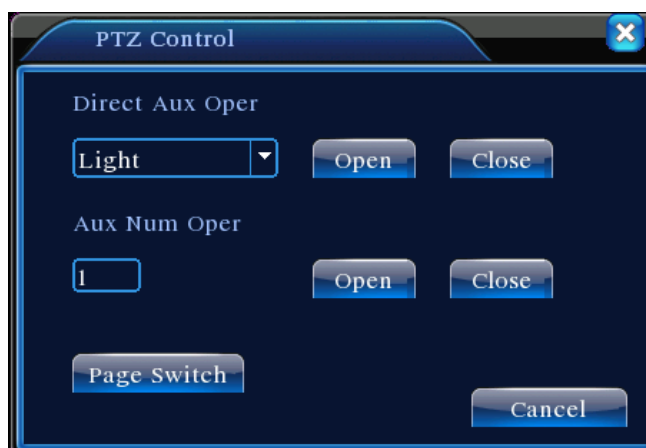 PTZ Control
Direct Aux Oper
Light Open Close
Aux Num Oper
1 Open Close
Page Switch
Cancel